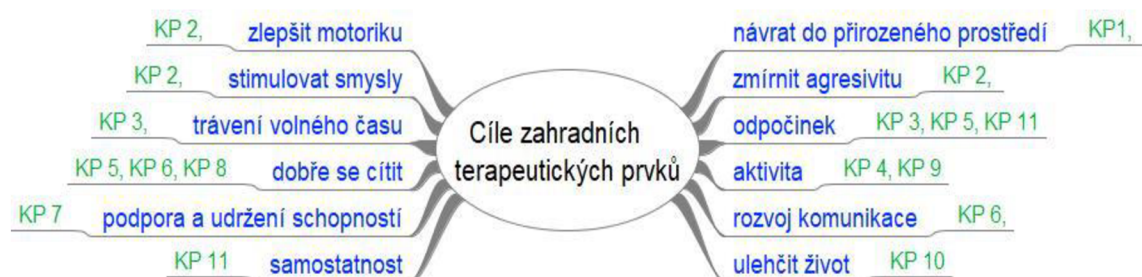 KP 2, zlepšit motoriku
KP 2, stimulovat smysly
KP 3, trávení volného času
KP 5, KP 6, KP 8 dobře se cítit
KP 7 podpora a udržení schopností
KP 11 samostatnost
Cíle zahradních
terapeutických prvků
návrat do přirozeného prostředí KP1,
zmírnit agresivitu KP 2,
odpočinek KP 3, KP 5, KP 11
aktivita KP 4, KP 9
rozvoj komunikace KP 6,
ulehčit život KP 10